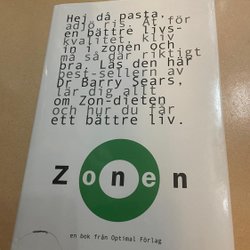 Hej då pasta,
adjö ris. Ät för
en bättre livs-
kvalitet, kliv
in i zonen och
må så där riktigt
bra. Läs den här
best-sellern av
Dr Barry Sears,
lär dig allt
om Zon-dieten
och hur du får
ett bättre liv.
Zonen
en bok från Optimal Förlag